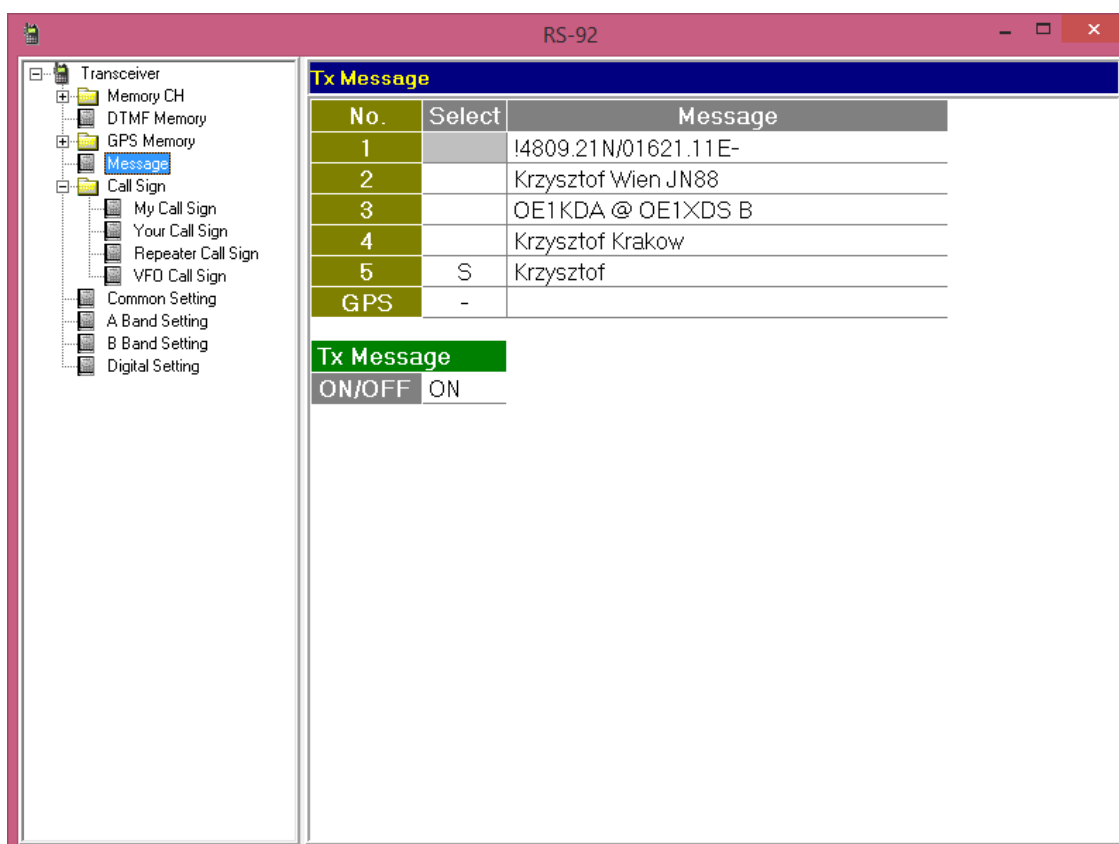 RS-92
Transceiver
Memory CH
DTMF Memory
GPS Memory
Message
Call Sign
My Call Sign
Your Call Sign
Repeater Call Sign
VFO Call Sign
Common Setting
A Band Setting
B Band Setting
Digital Setting
Tx Message
No. Select Message
1 !4809.21N/01621.11E-
2 Krzysztof Wien JN88
3 OE1KDA @ OE1XDS B
4 Krzysztof Krakow
5 S Krzysztof
GPS -
Tx Message
ON/OFF ON